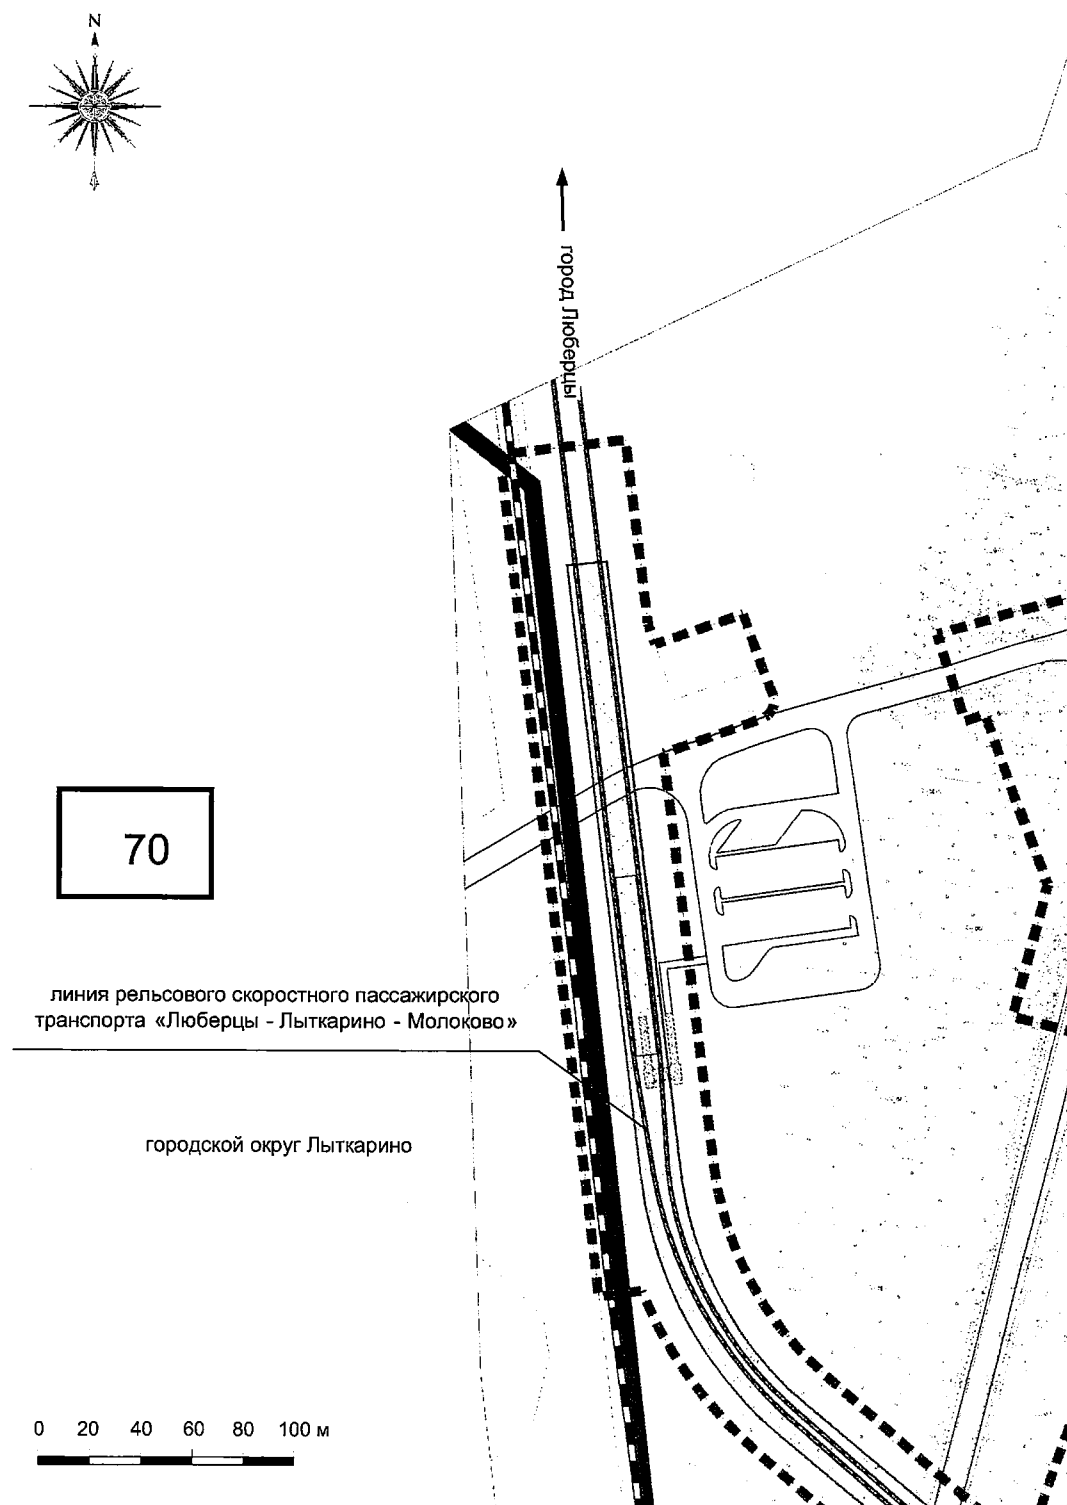 N
город Люберцы
70
линия рельсового скоростного пассажирского
транспорта «Люберцы - Лыткарино - Молоково»
городской округ Лыткарино
0 20 40 60 80 100 м